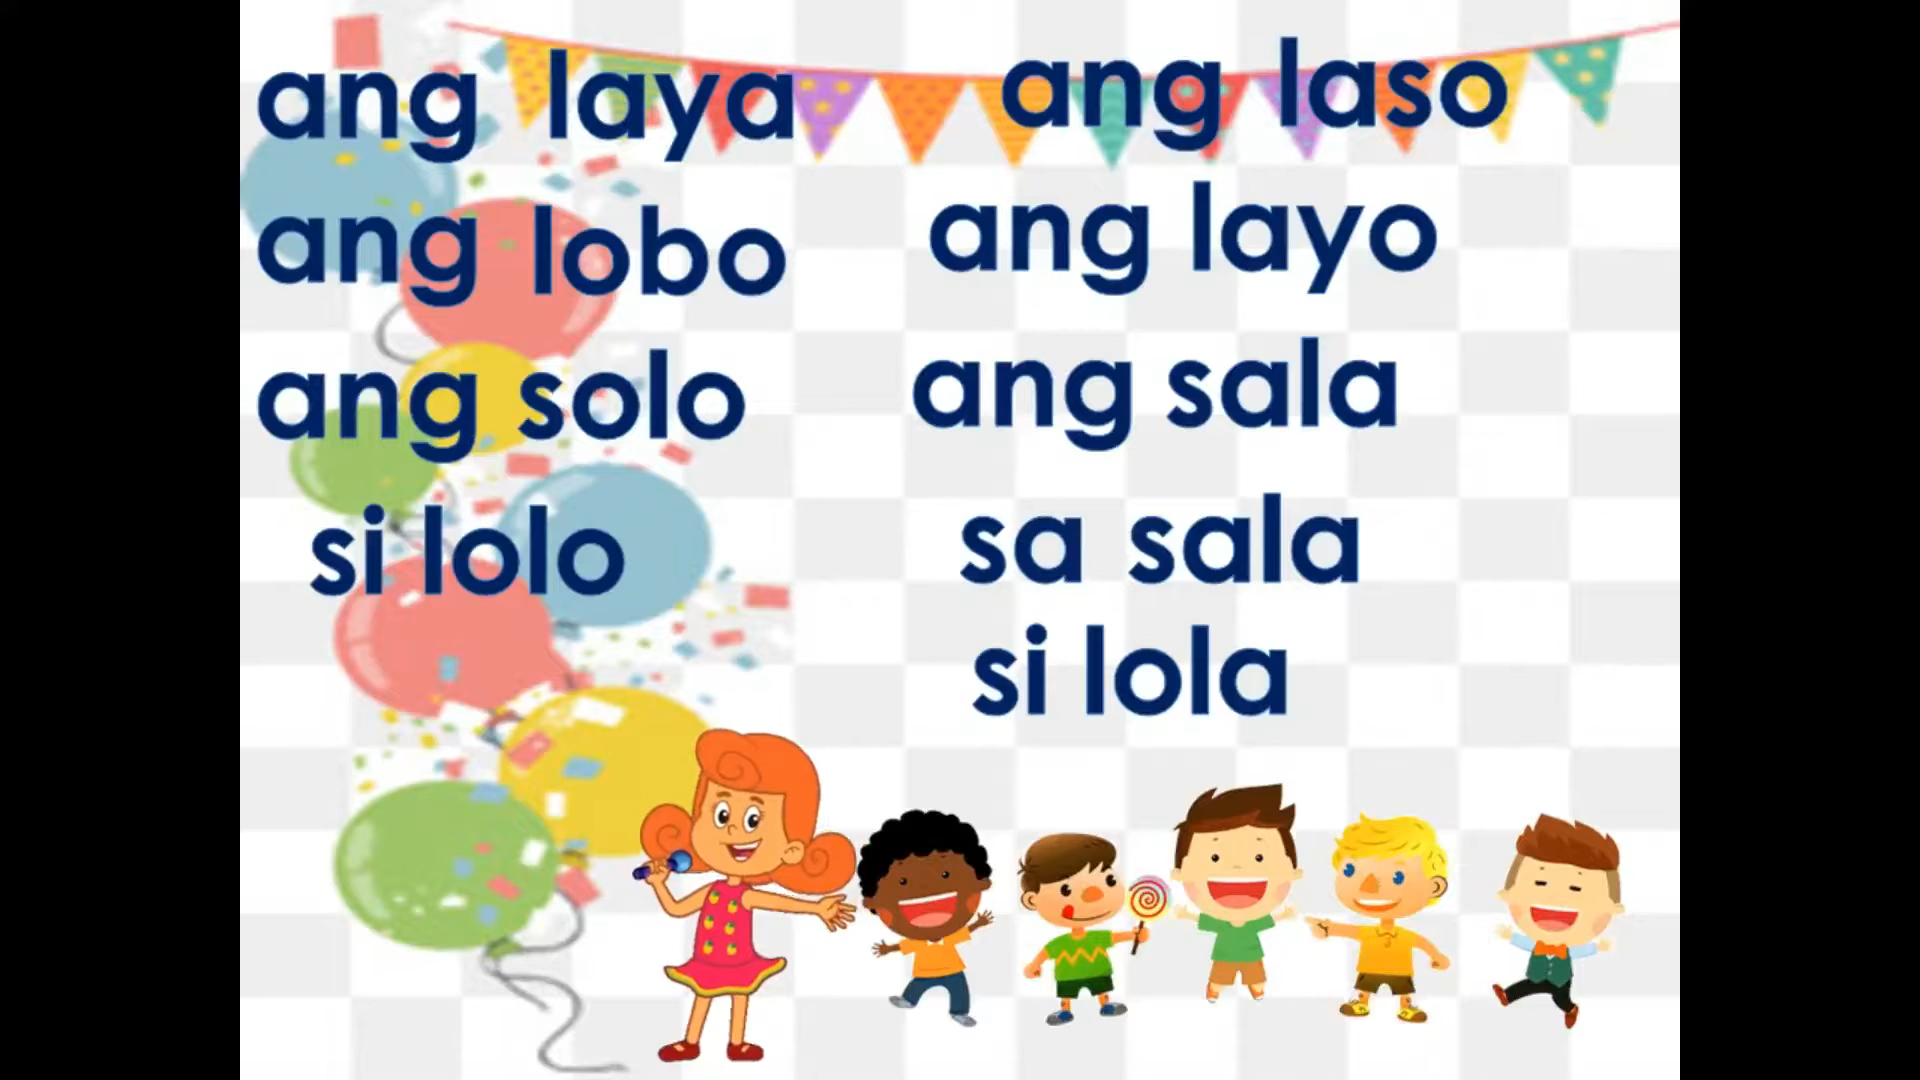 ang laya
ang lobo
ang solo
si lolo
ang laso
ang layo
ang sala
sa sala
si lola